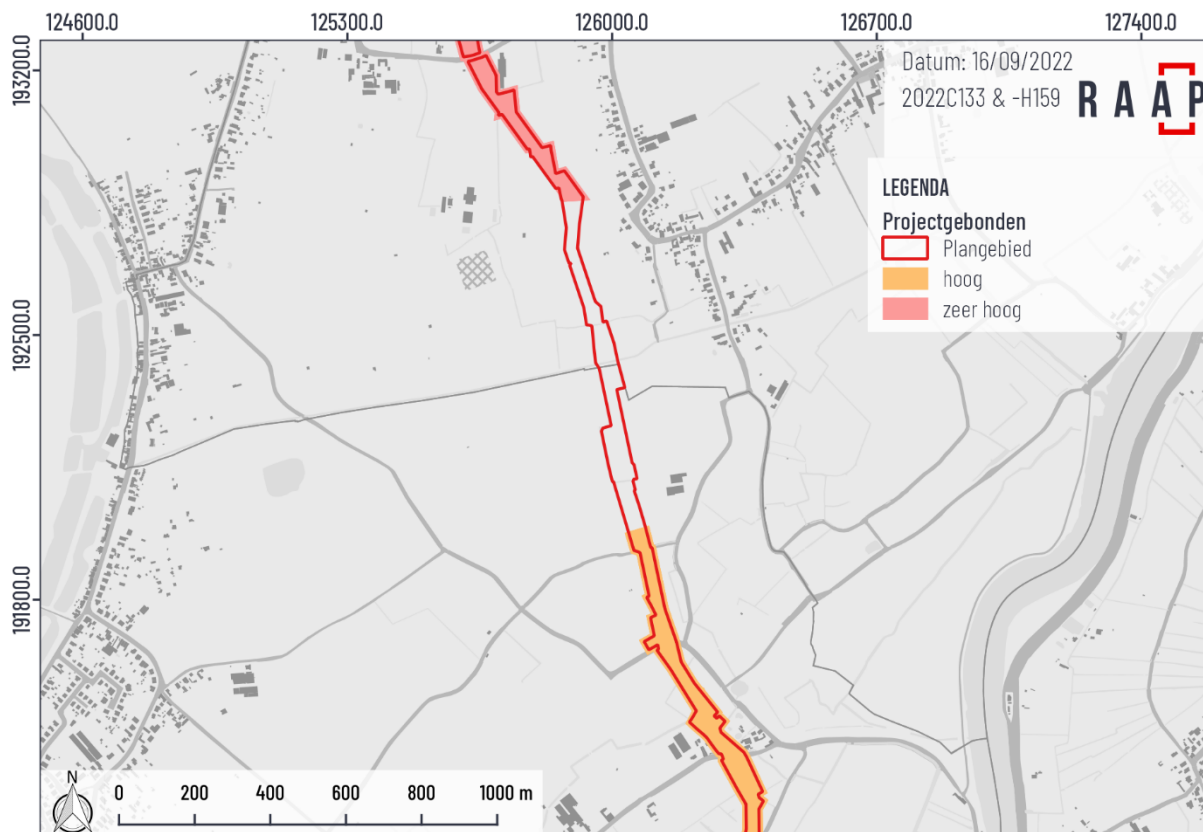 124600.0 125300.0 126000.0 126700.0 127400.0
193200.0
192500.0
191800.0
Datum: 16/09/2022
2022C133 & -H159
RAAP
LEGENDA
Projectgebonden
Plangebied
hoog
zeer hoog
N
0 200 400 600 800 1000 m